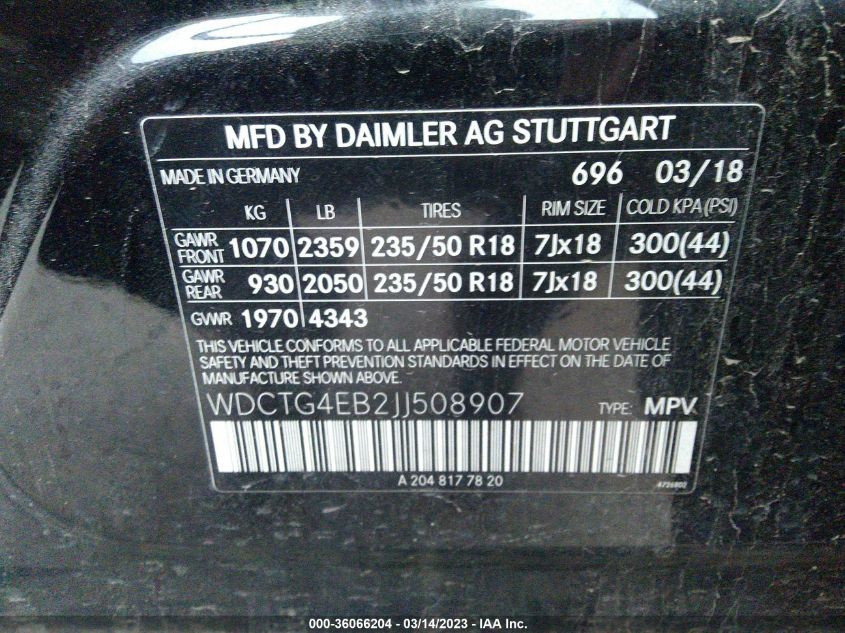 MFD BY DAIMLER AG STUTTGART
MADE IN GERMANY 696 03/18
KG LB TIRES RIM SIZE COLD KPA (PSI)
GAWR FRONT 1070 2359 235/50 R18 7Jx18 300(44)
GAWR REAR 930 2050 235/50 R18 7Jx18 300(44)
GVWR 1970 4343
THIS VEHICLE CONFORMS TO ALL APPLICABLE FEDERAL MOTOR VEHICLE
SAFETY AND THEFT PREVENTION STANDARDS IN EFFECT ON THE DATE OF
MANUFACTURE SHOWN ABOVE.
WDCTG4EB2JJ508907 TYPE: MPV
A 204 817 78 20
000-36066204 - 03/14/2023 - IAA Inc.